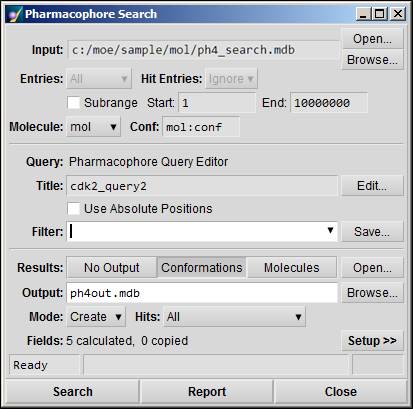 Pharmacophore Search
Input: c:/moe/sample/mol/ph4_search.mdb Open...
Browse...
Entries: All Hit Entries: Ignore
Subrange Start: 1 End: 10000000
Molecule: mol Conf: mol:conf
Query: Pharmacophore Query Editor
Title: cdk2_query2 Edit...
Use Absolute Positions
Filter: Save...
Results: No Output Conformations Molecules Open...
Output: ph4out.mdb Browse...
Mode: Create Hits: All
Fields: 5 calculated, 0 copied Setup >>
Ready
Search Report Close